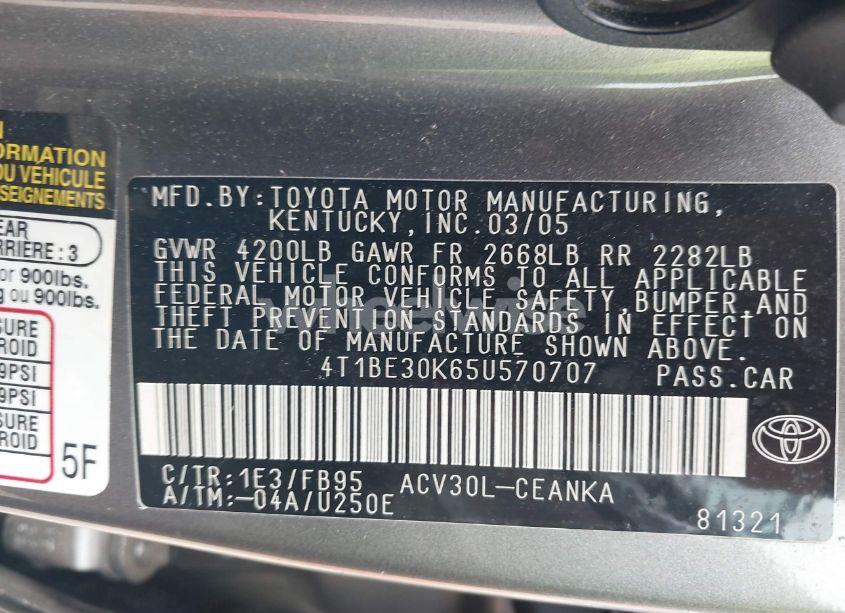 ORMATION
OU VÉHICULE
SEIGNEMENTS
EAR
RRIERE : 3
or 900lbs.
g ou 900lbs.
SURE
ROID
9PSI
9PSI
SURE
ROID
5F
MFD.BY:TOYOTA MOTOR MANUFACTURING,
KENTUCKY,INC.03/05
GVWR 4200LB GAWR FR 2668LB RR 2282LB
THIS VEHICLE CONFORMS TO ALL APPLICABLE
FEDERAL MOTOR VEHICLE SAFETY,BUMPER,AND
THEFT PREVENTION STANDARDS IN EFFECT ON
THE DATE OF MANUFACTURE SHOWN ABOVE.
4T1BE30K65U570707 PASS.CAR
C/TR:1E3/FB95 ACV30L-CEANKA
A/TM:-04A/U250E
81321